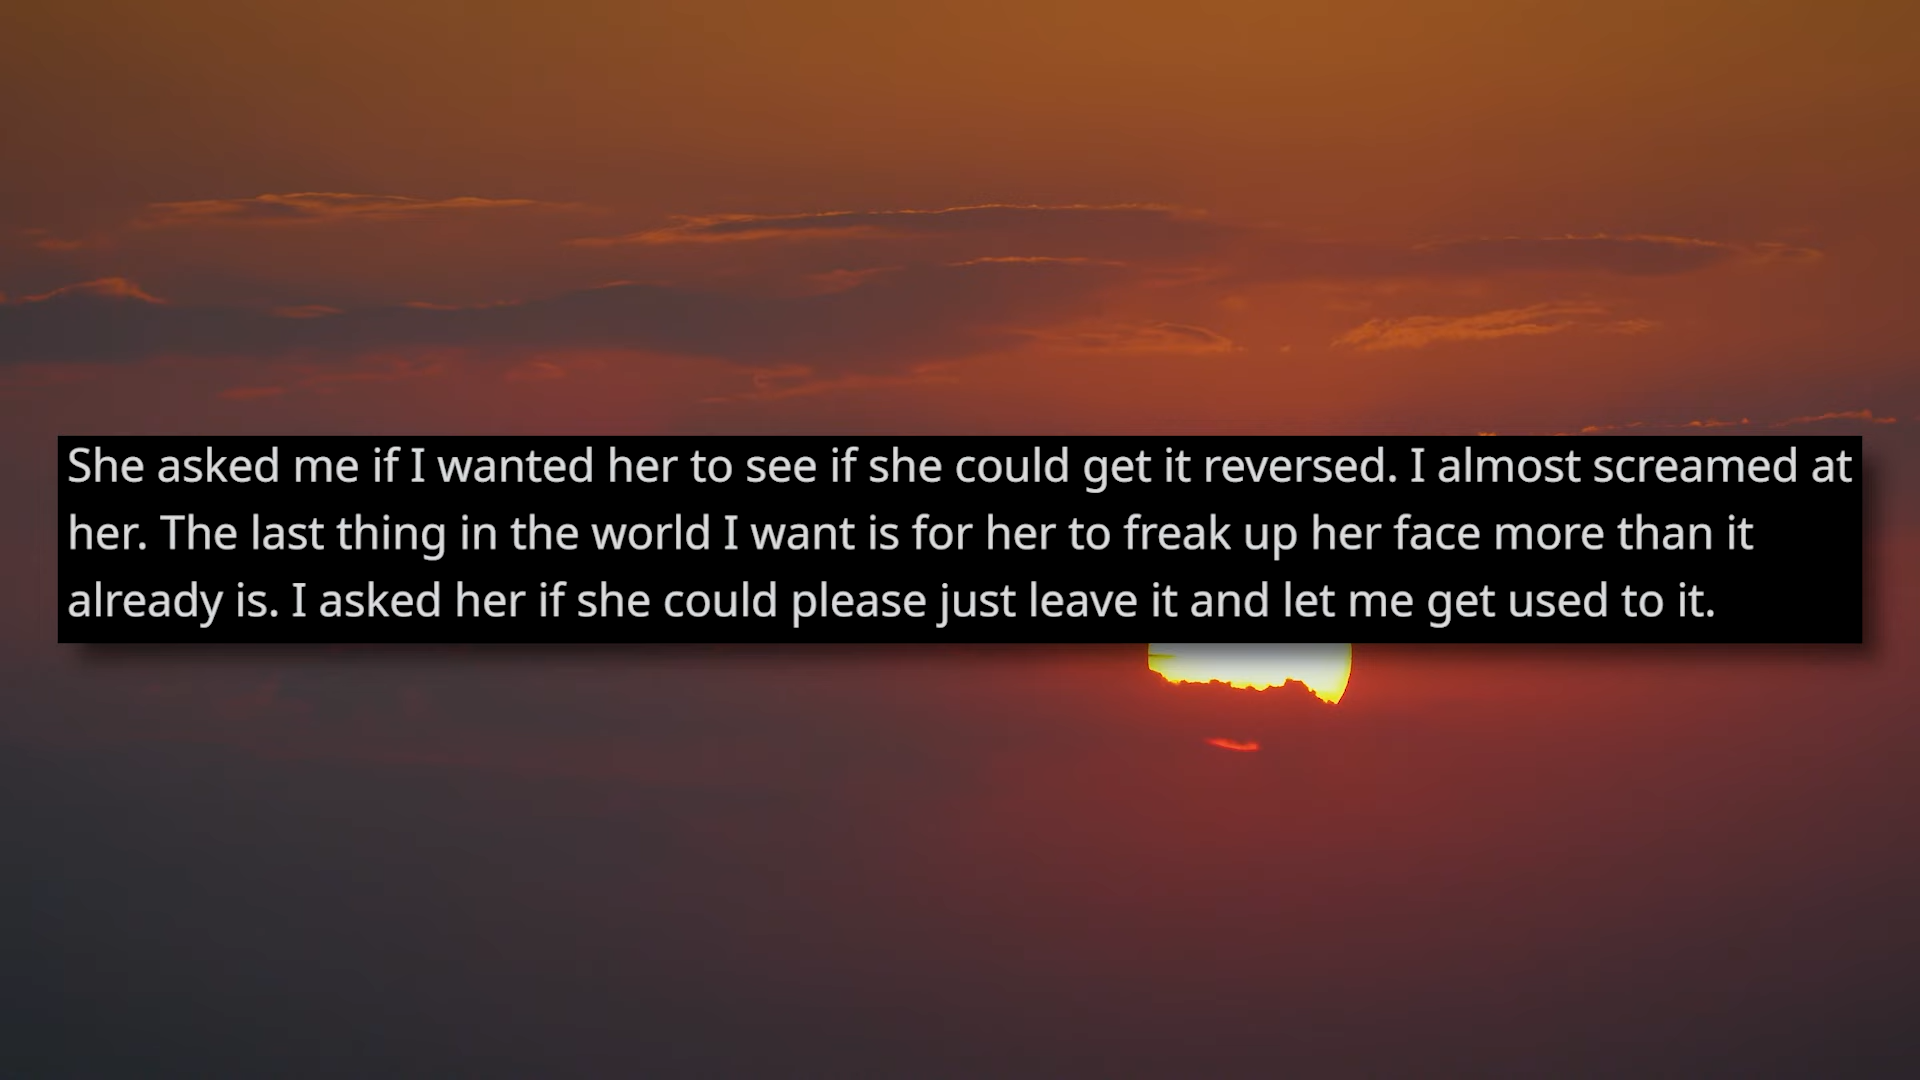 She asked me if I wanted her to see if she could get it reversed. I almost screamed at
her. The last thing in the world I want is for her to freak up her face more than it
already is. I asked her if she could please just leave it and let me get used to it.